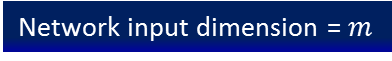 Network input dimension = m